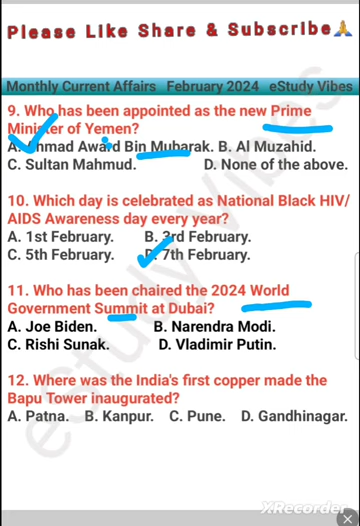 Please Like Share & Subscribe🙏
Monthly Current Affairs February 2024 eStudy Vibes
9. Who has been appointed as the new Prime
Minister of Yemen?
A. Ahmad Award Bin Mubarak. B. Al Muzahid.
C. Sultan Mahmud. D. None of the above.
10. Which day is celebrated as National Black HIV/
AIDS Awareness day every year?
A. 1st February. B. 3rd February.
C. 5th February. D. 7th February.
11. Who has been chaired the 2024 World
Government Summit at Dubai?
A. Joe Biden. B. Narendra Modi.
C. Rishi Sunak. D. Vladimir Putin.
12. Where was the India's first copper made the
Bapu Tower inaugurated?
A. Patna. B. Kanpur. C. Pune. D. Gandhinagar.
eStudy Vibes
XRecorder